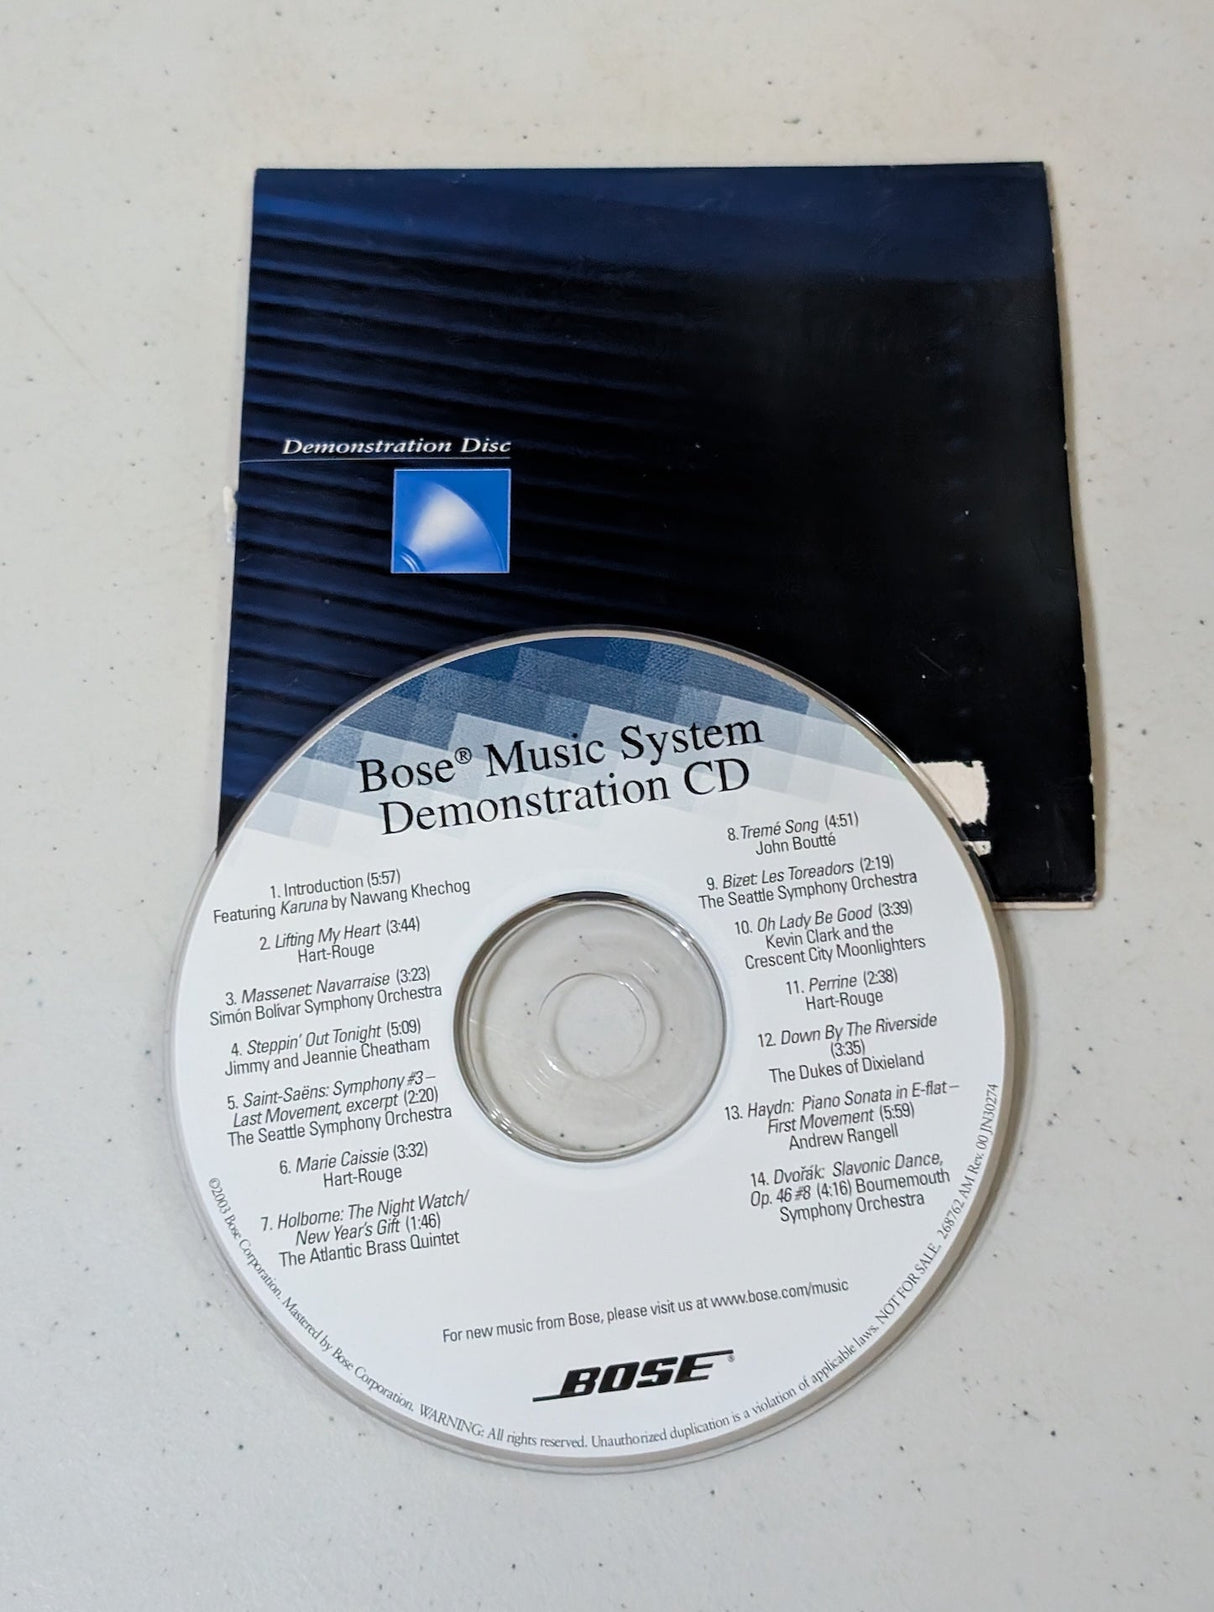 Demonstration Disc
Bose® Music System
Demonstration CD
1. Introduction (5:57)
Featuring Karuna by Nawang Khechog
2. Lifting My Heart (3:44)
Hart-Rouge
3. Massenet: Navarraise (3:23)
Simón Bolívar Symphony Orchestra
4. Steppin' Out Tonight (5:09)
Jimmy and Jeannie Cheatham
5. Saint-Saëns: Symphony #3–
Last Movement, excerpt (2:20)
The Seattle Symphony Orchestra
6. Marie Caissie (3:32)
Hart-Rouge
7. Holborne: The Night Watch/
New Year's Gift (1:46)
The Atlantic Brass Quintet
8. Tremé Song (4:51)
John Boutté
9. Bizet: Les Toreadors (2:19)
The Seattle Symphony Orchestra
10. Oh Lady Be Good (3:39)
Kevin Clark and the
Crescent City Moonlighters
11. Perrine (2:38)
Hart-Rouge
12. Down By The Riverside
(3:35)
The Dukes of Dixieland
13. Haydn: Piano Sonata in E-flat–
First Movement (5:59)
Andrew Rangell
14. Dvořák: Slavonic Dance,
Op. 46 #8 (4:16) Bournemouth
Symphony Orchestra
For new music from Bose, please visit us at www.bose.com/music
BOSE®
©2003 Bose Corporation. Mastered by Bose Corporation. WARNING: All rights reserved. Unauthorized duplication is a violation of applicable laws. NOT FOR SALE. 268762 AM Rev. 00 JN30274